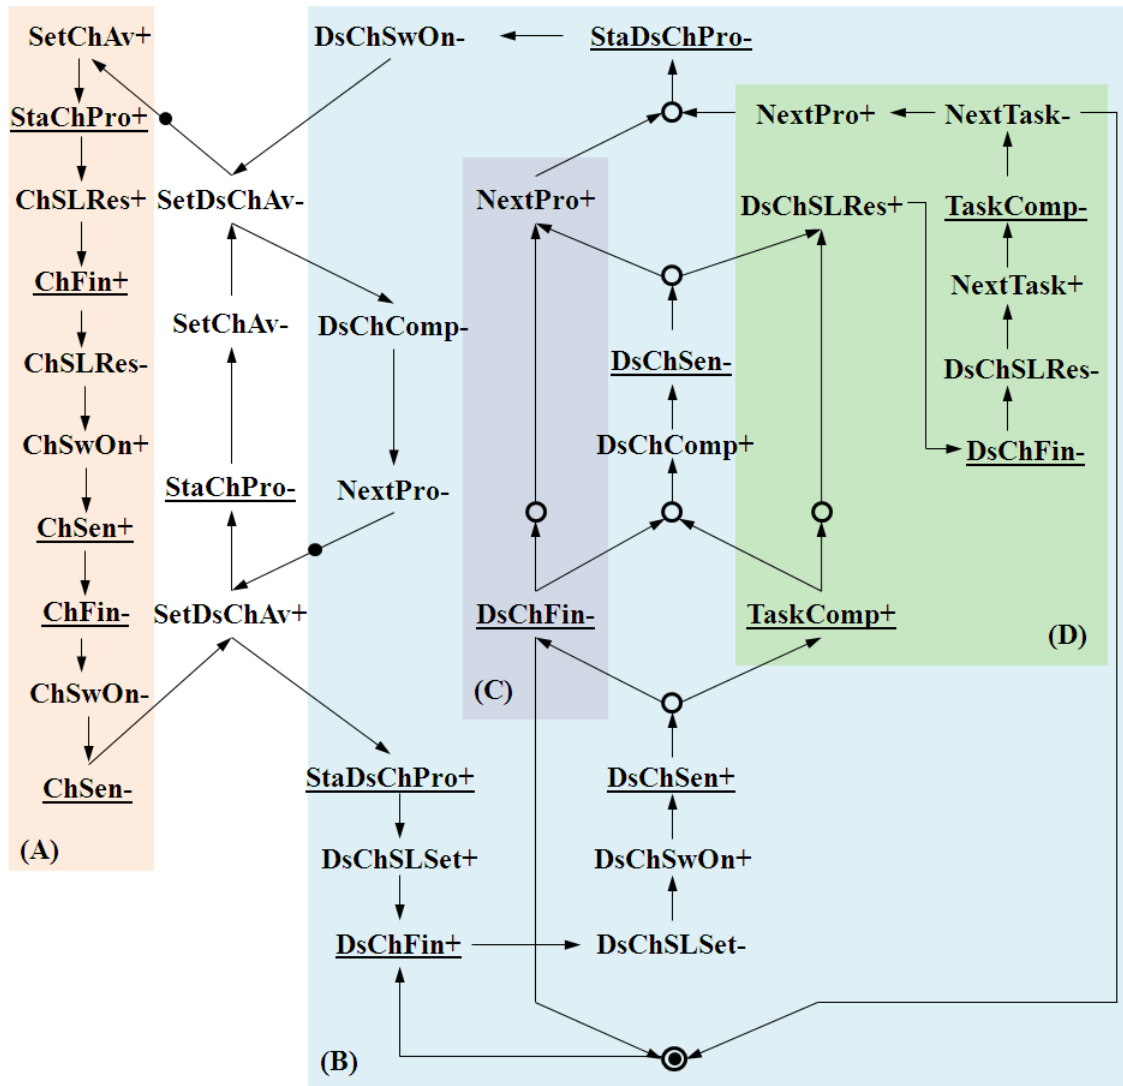 SetChAv+
DsChSwOn-
StaDsChPro-
StaChPro+
NextPro+
NextTask-
ChSLRes+
SetDsChAv-
NextPro+
DsChSLRes+
TaskComp-
ChFin+
NextTask+
SetChAv-
DsChComp-
ChSLRes-
DsChSen-
DsChSLRes-
ChSwOn+
DsChComp+
DsChFin-
StaChPro-
NextPro-
ChSen+
ChFin-
SetDsChAv+
DsChFin-
TaskComp+
(D)
ChSwOn-
(C)
ChSen-
StaDsChPro+
DsChSen+
(A)
DsChSLSet+
DsChSwOn+
DsChFin+
DsChSLSet-
(B)